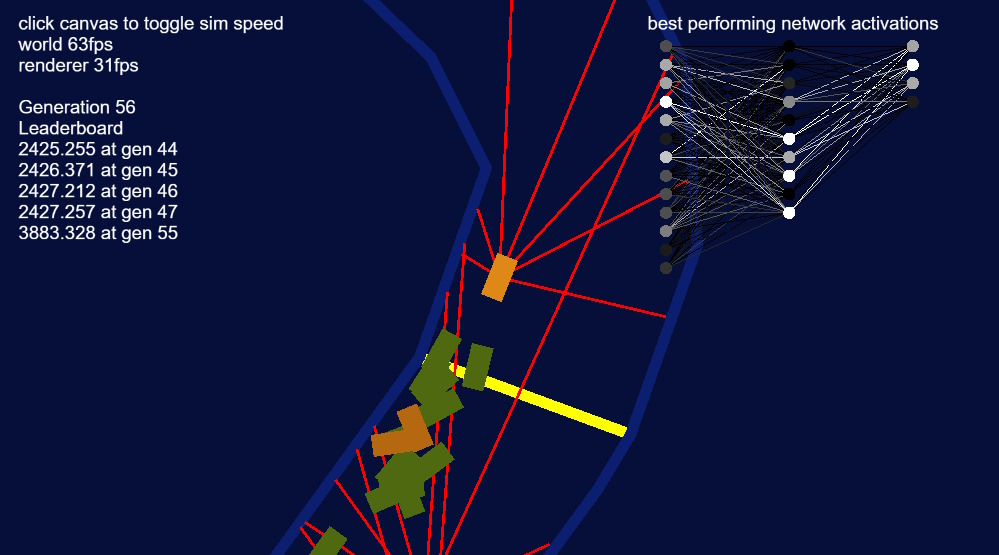 click canvas to toggle sim speed
world 63fps
renderer 31fps
Generation 56
Leaderboard
2425.255 at gen 44
2426.371 at gen 45
2427.212 at gen 46
2427.257 at gen 47
3883.328 at gen 55
best performing network activations